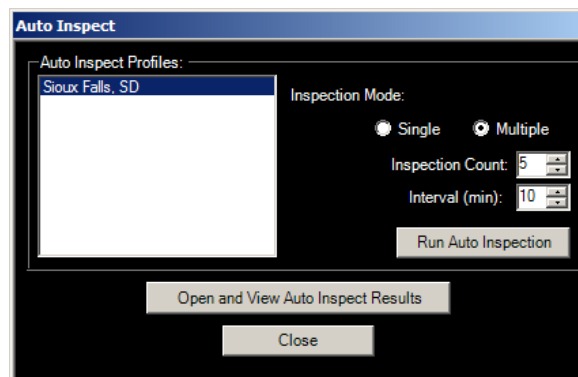 Auto Inspect
Auto Inspect Profiles:
Sioux Falls, SD
Inspection Mode:
Single Multiple
Inspection Count: 5
Interval (min): 10
Run Auto Inspection
Open and View Auto Inspect Results
Close